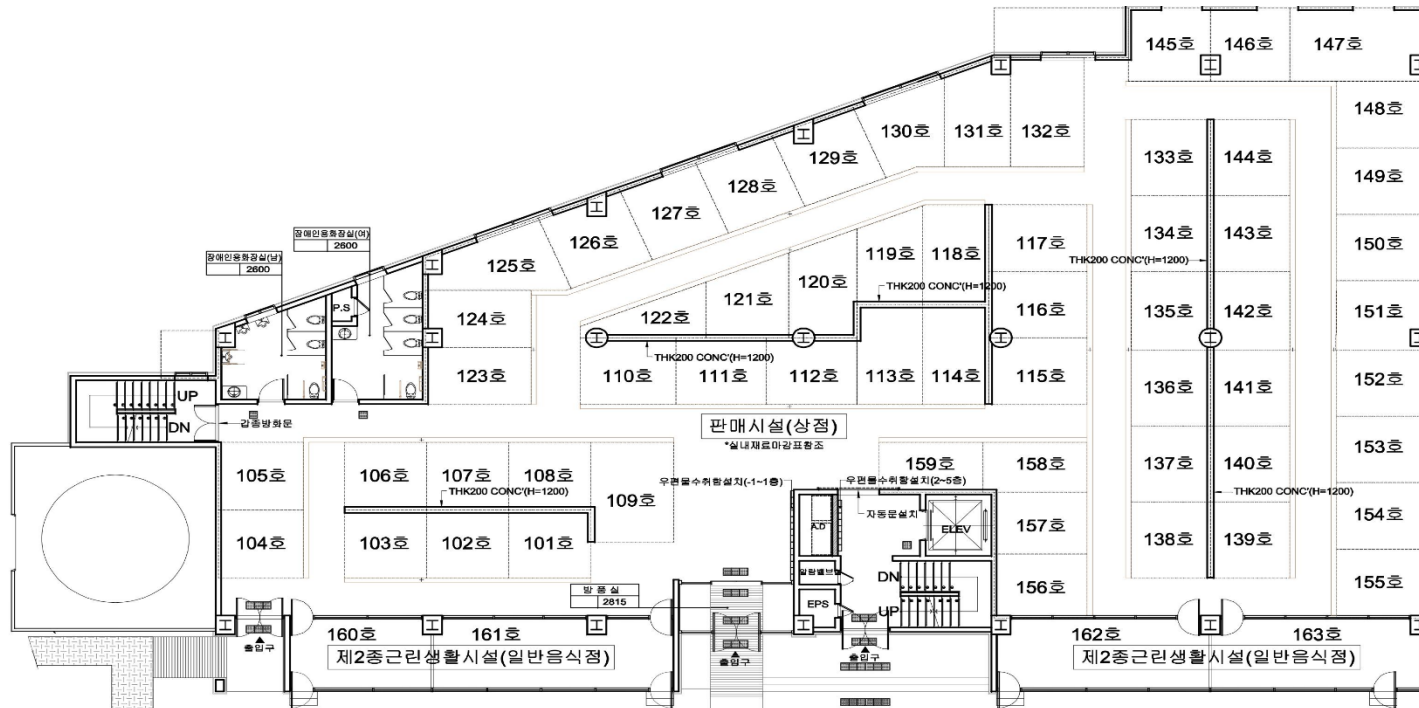 145호 146호 147호
148호
130호 131호 132호
129호
133호 144호
128호
149호
127호
장애인용화장실(여)
2600
126호
119호 118호 117호
134호 143호
150호
장애인용화장실(남)
2600
125호
120호
THK200 CONC'(H=1200)
THK200 CONC'(H=1200)
P.S
121호
124호
122호
116호
135호 142호
151호
THK200 CONC'(H=1200)
123호
110호 111호 112호 113호 114호 115호
136호 141호
152호
UP
DN
갑종방화문
판매시설(상점)
*실내재료마감표참조
153호
105호 106호 107호 108호
159호 158호
137호 140호
우편물수취함설치(-1~1층)
우편물수취함설치(2~5층)
THK200 CONC'(H=1200)
THK200 CONC'(H=1200)
109호
자동문설치
A.D
ELEV
157호
154호
104호 103호 102호 101호
138호 139호
알람밸브실
DN
방풍실
2815
156호
155호
EPS
UP
160호 161호
162호 163호
출입구
출입구
출입구
제2종근린생활시설(일반음식점)
제2종근린생활시설(일반음식점)